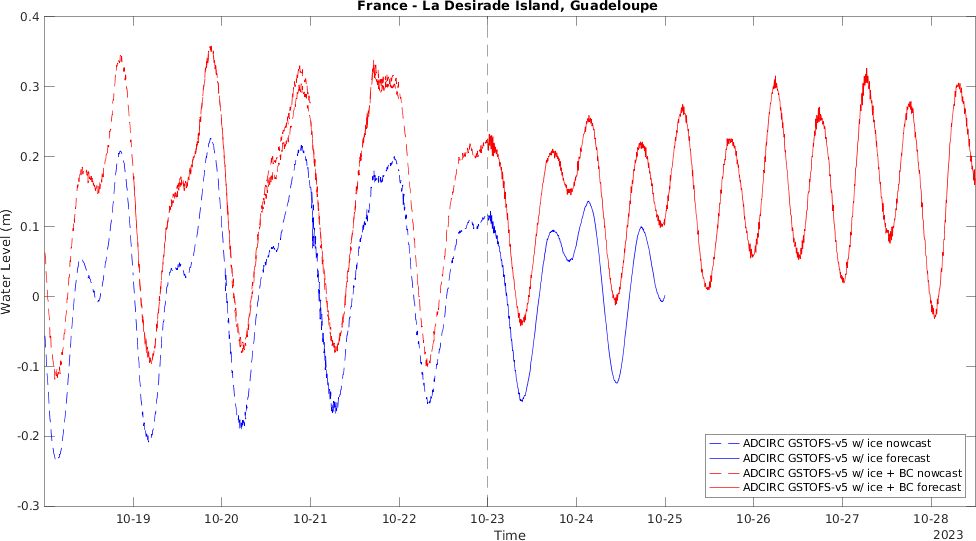 France - La Desirade Island, Guadeloupe
0.4
0.3
0.2
0.1
0
-0.1
-0.2
-0.3
Water Level (m)
10-19 10-20 10-21 10-22 10-23 10-24 10-25 10-26 10-27 10-28
2023
Time
ADCIRC GSTOFS-v5 w/ ice nowcast
ADCIRC GSTOFS-v5 w/ ice forecast
ADCIRC GSTOFS-v5 w/ ice + BC nowcast
ADCIRC GSTOFS-v5 w/ ice + BC forecast